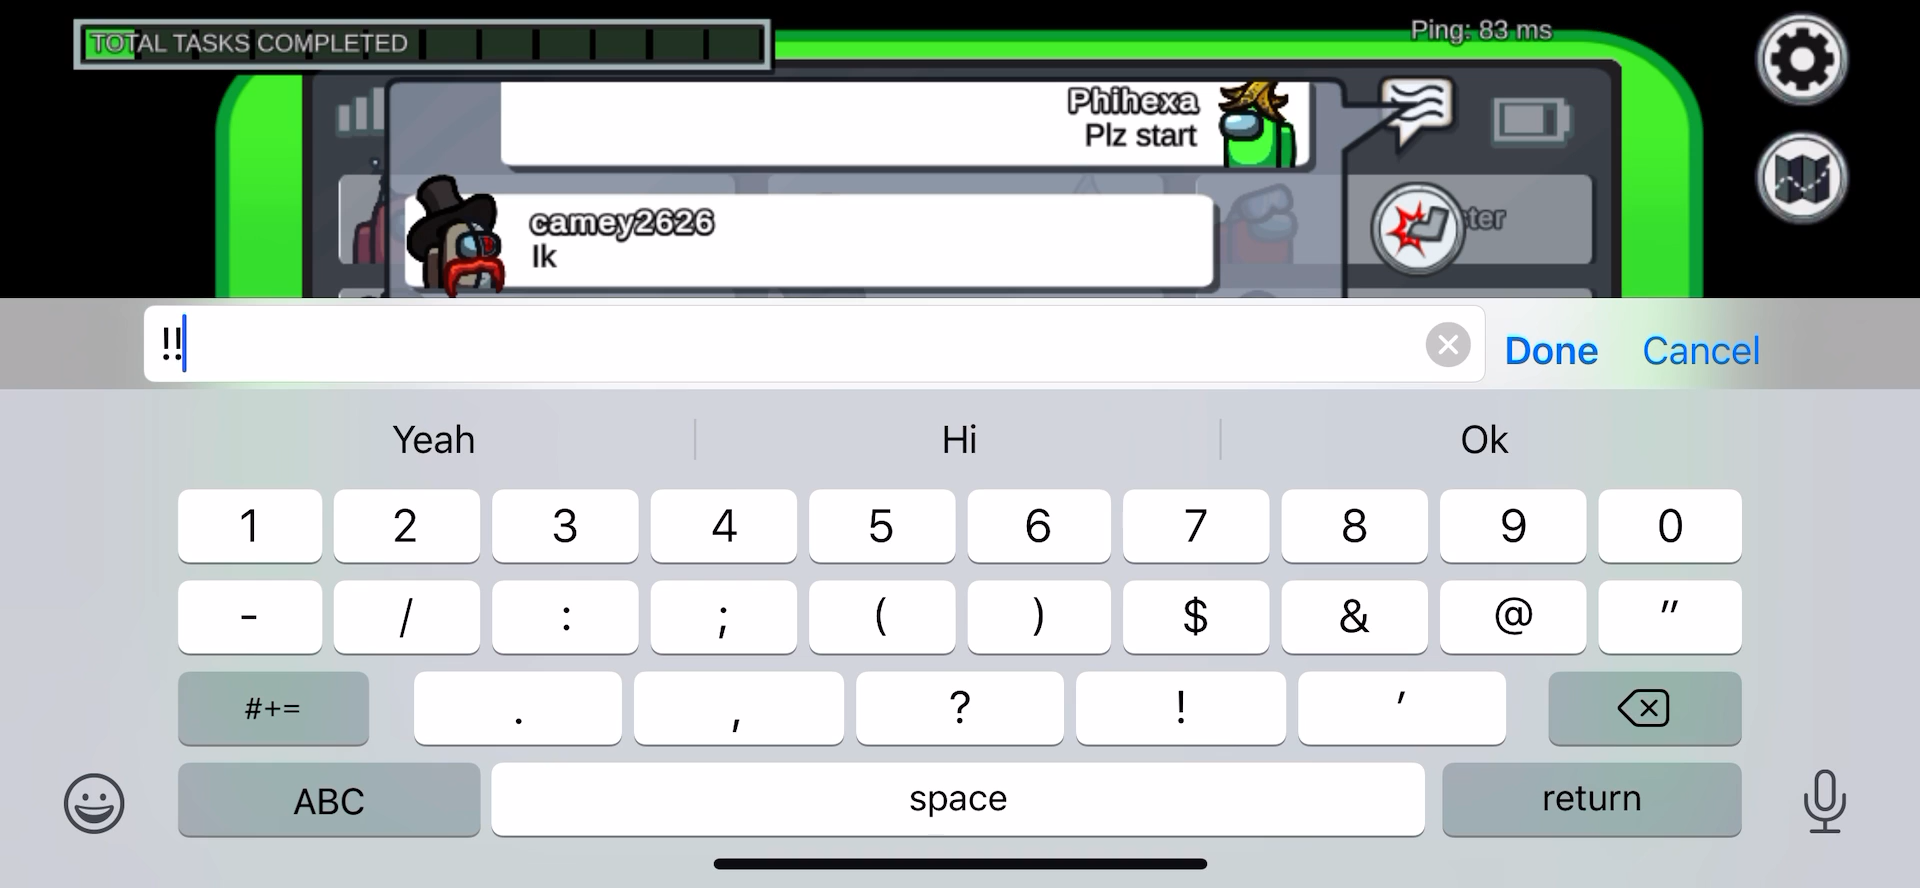 TOTAL TASKS COMPLETED
Ping: 83 ms
Phihexa
Plz start
camey2626
Ik
!!
Done
Cancel
Yeah
Hi
Ok
1 2 3 4 5 6 7 8 9 0
- / : ; ( ) $ & @ "
#+= . , ? ! '
ABC space return